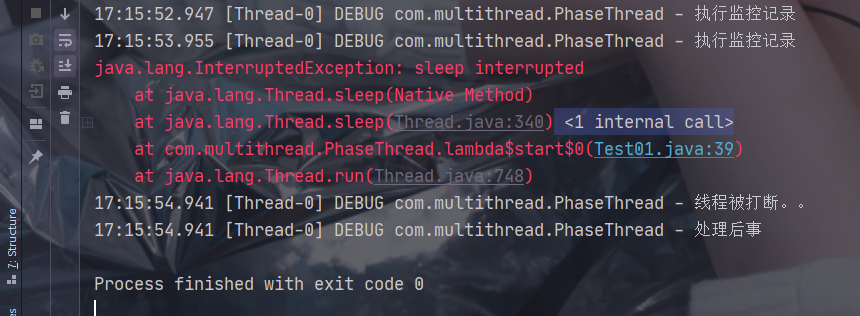 17:15:52.947 [Thread-0] DEBUG com.multithread.PhaseThread - 执行监控记录
17:15:53.955 [Thread-0] DEBUG com.multithread.PhaseThread - 执行监控记录
java.lang.InterruptedException: sleep interrupted
at java.lang.Thread.sleep(Native Method)
at java.lang.Thread.sleep(Thread.java:340) <1 internal call>
at com.multithread.PhaseThread.lambda$start$0(Test01.java:39)
at java.lang.Thread.run(Thread.java:748)
17:15:54.941 [Thread-0] DEBUG com.multithread.PhaseThread - 线程被打断。。
17:15:54.941 [Thread-0] DEBUG com.multithread.PhaseThread - 处理后事
Process finished with exit code 0
7: Structure